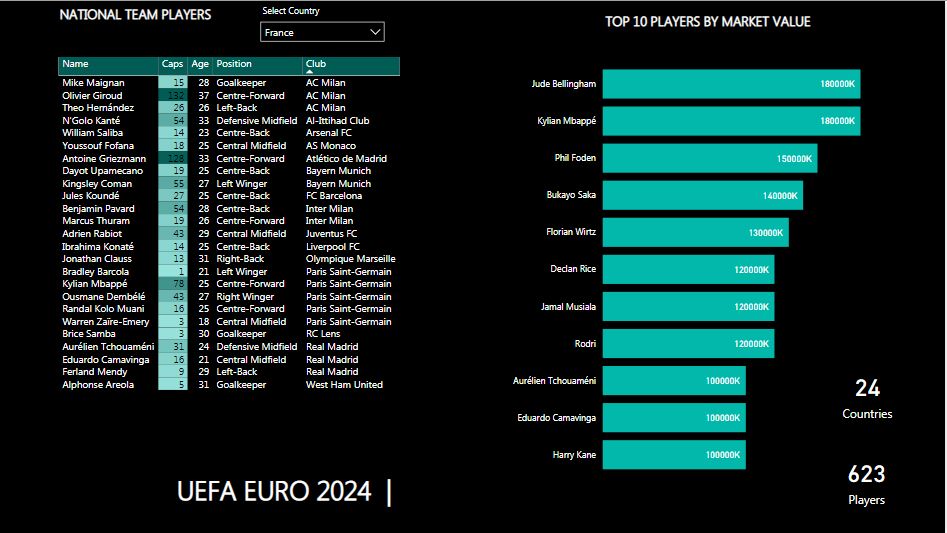 NATIONAL TEAM PLAYERS
Select Country
France
Name Caps Age Position Club
Mike Maignan 15 28 Goalkeeper AC Milan
Olivier Giroud 132 37 Centre-Forward AC Milan
Theo Hernández 26 26 Left-Back AC Milan
N'Golo Kanté 54 33 Defensive Midfield Al-Ittihad Club
William Saliba 14 23 Centre-Back Arsenal FC
Youssouf Fofana 18 25 Central Midfield AS Monaco
Antoine Griezmann 128 33 Centre-Forward Atlético de Madrid
Dayot Upamecano 19 25 Centre-Back Bayern Munich
Kingsley Coman 55 27 Left Winger Bayern Munich
Jules Koundé 27 25 Centre-Back FC Barcelona
Benjamin Pavard 54 28 Centre-Back Inter Milan
Marcus Thuram 19 26 Centre-Forward Inter Milan
Adrien Rabiot 43 29 Central Midfield Juventus FC
Ibrahima Konaté 14 25 Centre-Back Liverpool FC
Jonathan Clauss 13 31 Right-Back Olympique Marseille
Bradley Barcola 1 21 Left Winger Paris Saint-Germain
Kylian Mbappé 78 25 Centre-Forward Paris Saint-Germain
Ousmane Dembélé 43 27 Right Winger Paris Saint-Germain
Randal Kolo Muani 16 25 Centre-Forward Paris Saint-Germain
Warren Zaïre-Emery 3 18 Central Midfield Paris Saint-Germain
Brice Samba 3 30 Goalkeeper RC Lens
Aurélien Tchouaméni 31 24 Defensive Midfield Real Madrid
Eduardo Camavinga 16 21 Central Midfield Real Madrid
Ferland Mendy 9 29 Left-Back Real Madrid
Alphonse Areola 5 31 Goalkeeper West Ham United
UEFA EURO 2024 |
TOP 10 PLAYERS BY MARKET VALUE
Jude Bellingham 180000K
Kylian Mbappé 180000K
Phil Foden 150000K
Bukayo Saka 140000K
Florian Wirtz 130000K
Declan Rice 120000K
Jamal Musiala 120000K
Rodri 120000K
Aurélien Tchouaméni 100000K
Eduardo Camavinga 100000K
Harry Kane 100000K
24
Countries
623
Players